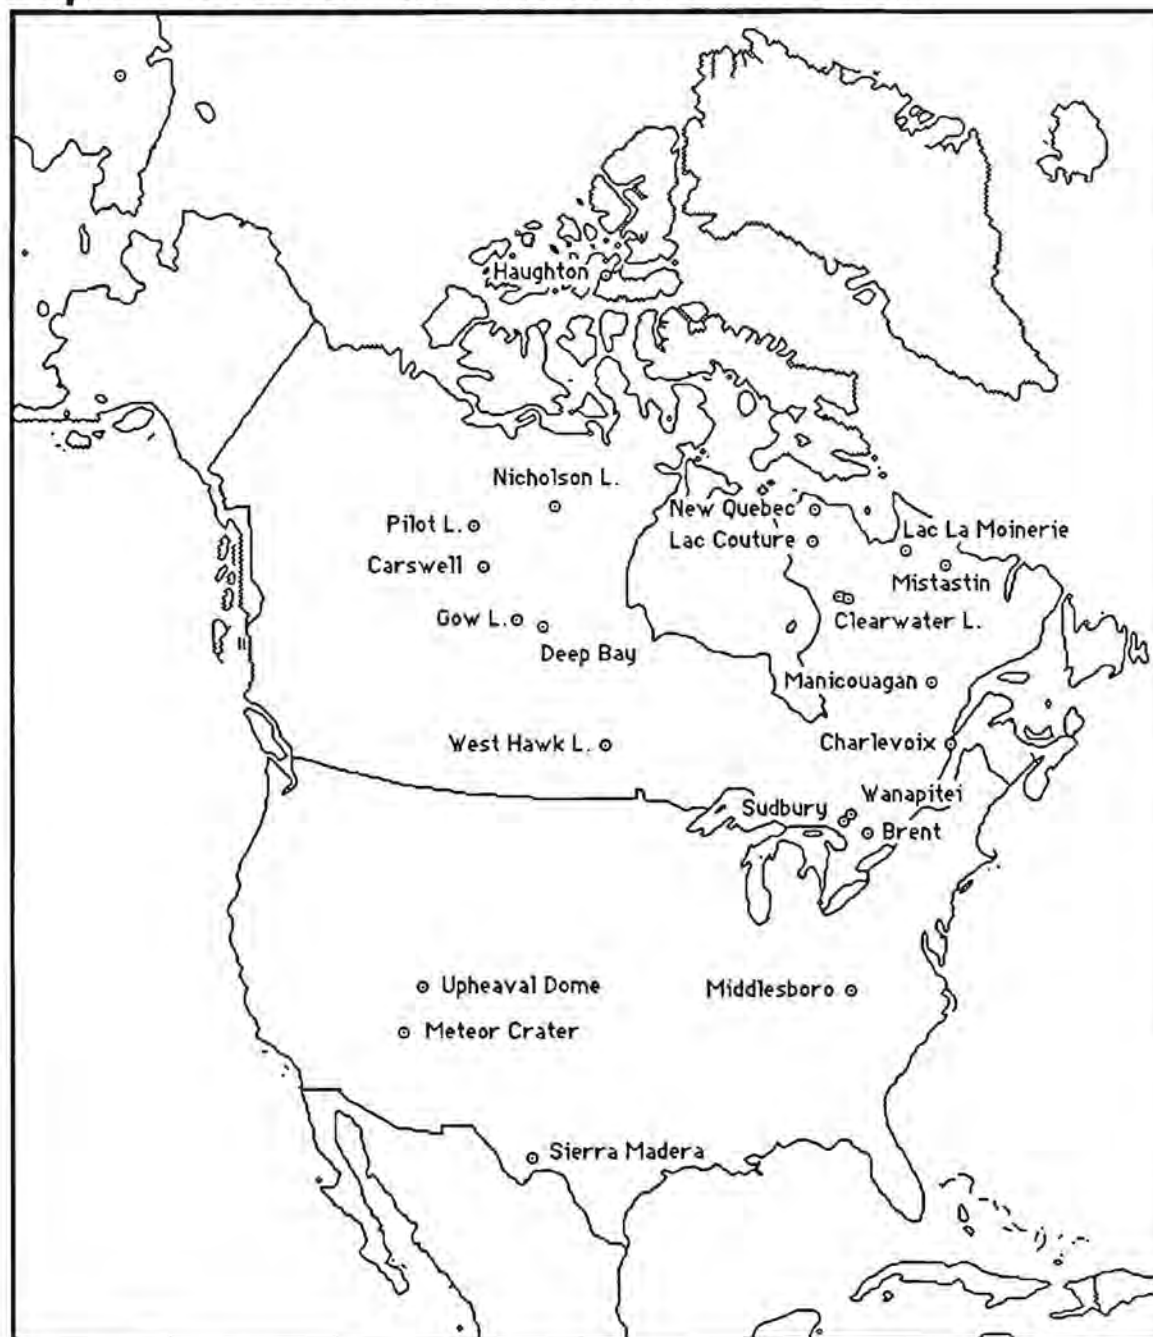 Haughton
Nicholson L.
Pilot L.
New Quebec
Lac La Moinerie
Lac Couture
Carswell
Mistastin
Gow L.
Clearwater L.
Deep Bay
Manicouagan
West Hawk L.
Charlevoix
Wanapitei
Sudbury
Brent
Upheaval Dome
Middlesboro
Meteor Crater
Sierra Madera